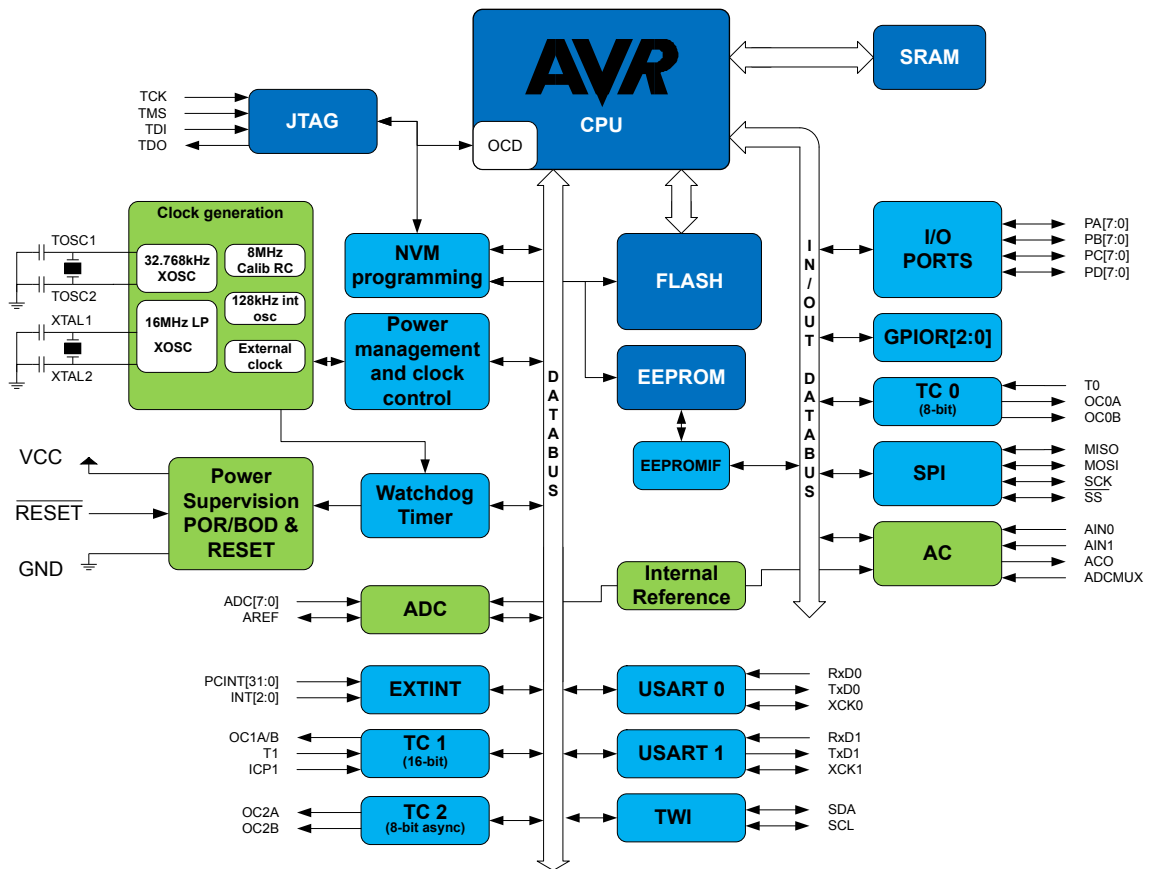 AVR
CPU
OCD
SRAM
TCK
TMS
TDI
TDO
JTAG
Clock generation
TOSC1
TOSC2
XTAL1
XTAL2
32.768kHz
XOSC
8MHz
Calib RC
128kHz int
osc
16MHz LP
XOSC
External
clock
NVM
programming
Power
management
and clock
control
FLASH
EEPROM
EEPROMIF
DATABUS
IN/OUT DATABUS
I/O
PORTS
PA[7:0]
PB[7:0]
PC[7:0]
PD[7:0]
GPIOR[2:0]
TC 0
(8-bit)
T0
OC0A
OC0B
SPI
MISO
MOSI
SCK
SS
AC
AIN0
AIN1
ACO
ADCMUX
VCC
RESET
GND
Power
Supervision
POR/BOD &
RESET
Watchdog
Timer
Internal
Reference
ADC[7:0]
AREF
ADC
PCINT[31:0]
INT[2:0]
EXTINT
USART 0
RxD0
TxD0
XCK0
OC1A/B
T1
ICP1
TC 1
(16-bit)
USART 1
RxD1
TxD1
XCK1
OC2A
OC2B
TC 2
(8-bit async)
TWI
SDA
SCL